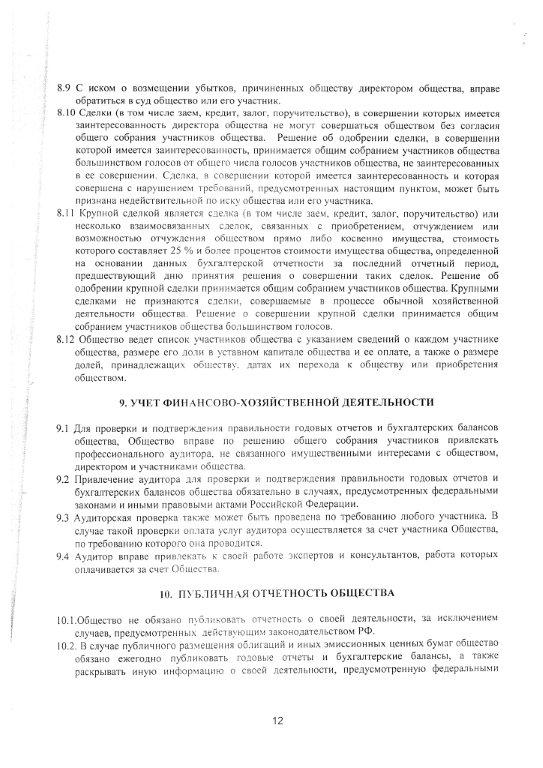 8.9 С иском о возмещении убытков, причиненных обществу директором общества, вправе
обратиться в суд общество или его участник.
8.10 Сделки (в том числе заем, кредит, залог, поручительство), в совершении которых имеется
заинтересованность директора общества не могут совершаться обществом без согласия
общего собрания участников общества. Решение об одобрении сделки, в совершении
которой имеется заинтересованность, принимается общим собранием участников общества
большинством голосов от общего числа голосов участников общества, не заинтересованных
в ее совершении. Сделка, в совершении которой имеется заинтересованность и которая
совершена с нарушением требований, предусмотренных настоящим пунктом, может быть
признана недействительной по иску общества или его участника.
8.11 Крупной сделкой является сделка (в том числе заем, кредит, залог, поручительство) или
несколько взаимосвязанных сделок, связанных с приобретением, отчуждением или
возможностью отчуждения обществом прямо либо косвенно имущества, стоимость
которого составляет 25 % и более процентов стоимости имущества общества, определенной
на основании данных бухгалтерской отчетности за последний отчетный период,
предшествующий дню принятия решения о совершении таких сделок. Решение об
одобрении крупной сделки принимается общим собранием участников общества. Крупными
сделками не признаются сделки, совершаемые в процессе обычной хозяйственной
деятельности общества. Решение о совершении крупной сделки принимается общим
собранием участников общества большинством голосов.
8.12 Общество ведет список участников общества с указанием сведений о каждом участнике
общества, размере его доли в уставном капитале общества и ее оплате, а также о размере
долей, принадлежащих обществу, датах их перехода к обществу или приобретения
обществом.
9. УЧЕТ ФИНАНСОВО-ХОЗЯЙСТВЕННОЙ ДЕЯТЕЛЬНОСТИ
9.1 Для проверки и подтверждения правильности годовых отчетов и бухгалтерских балансов
общества, Общество вправе по решению общего собрания участников привлекать
профессионального аудитора, не связанного имущественными интересами с обществом,
директором и участниками общества.
9.2 Привлечение аудитора для проверки и подтверждения правильности годовых отчетов и
бухгалтерских балансов общества обязательно в случаях, предусмотренных федеральными
законами и иными правовыми актами Российской Федерации.
9.3 Аудиторская проверка также может быть проведена по требованию любого участника. В
случае такой проверки оплата услуг аудитора осуществляется за счет участника Общества,
по требованию которого она проводится.
9.4 Аудитор вправе привлекать к своей работе экспертов и консультантов, работа которых
оплачивается за счет Общества.
10. ПУБЛИЧНАЯ ОТЧЕТНОСТЬ ОБЩЕСТВА
10.1.Общество не обязано публиковать отчетность о своей деятельности, за исключением
случаев, предусмотренных действующим законодательством РФ.
10.2. В случае публичного размещения облигаций и иных эмиссионных ценных бумаг общество
обязано ежегодно публиковать годовые отчеты и бухгалтерские балансы, а также
раскрывать иную информацию о своей деятельности, предусмотренную федеральными
12